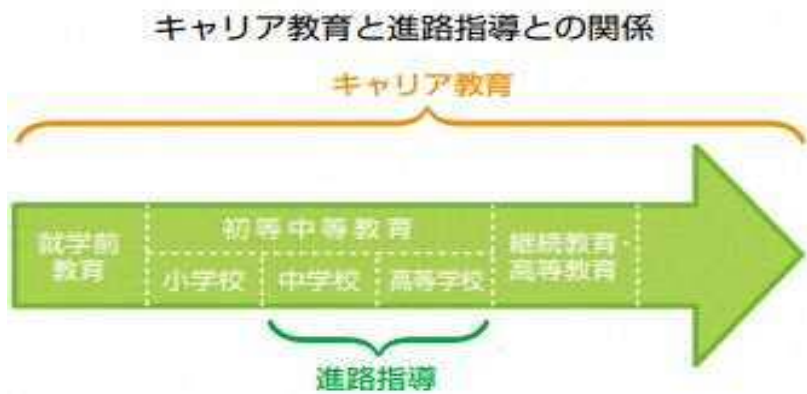 キャリア教育と進路指導との関係
キャリア教育
就学前
教育
初等中等教育
小学校
中学校
高等学校
継続教育・
高等教育
進路指導